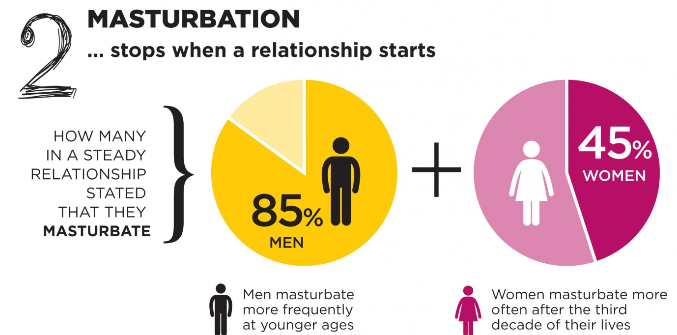 2
MASTURBATION
... stops when a relationship starts
HOW MANY
IN A STEADY
RELATIONSHIP
STATED
THAT THEY
MASTURBATE
85%
MEN
45%
WOMEN
Men masturbate
more frequently
at younger ages
Women masturbate more
often after the third
decade of their lives